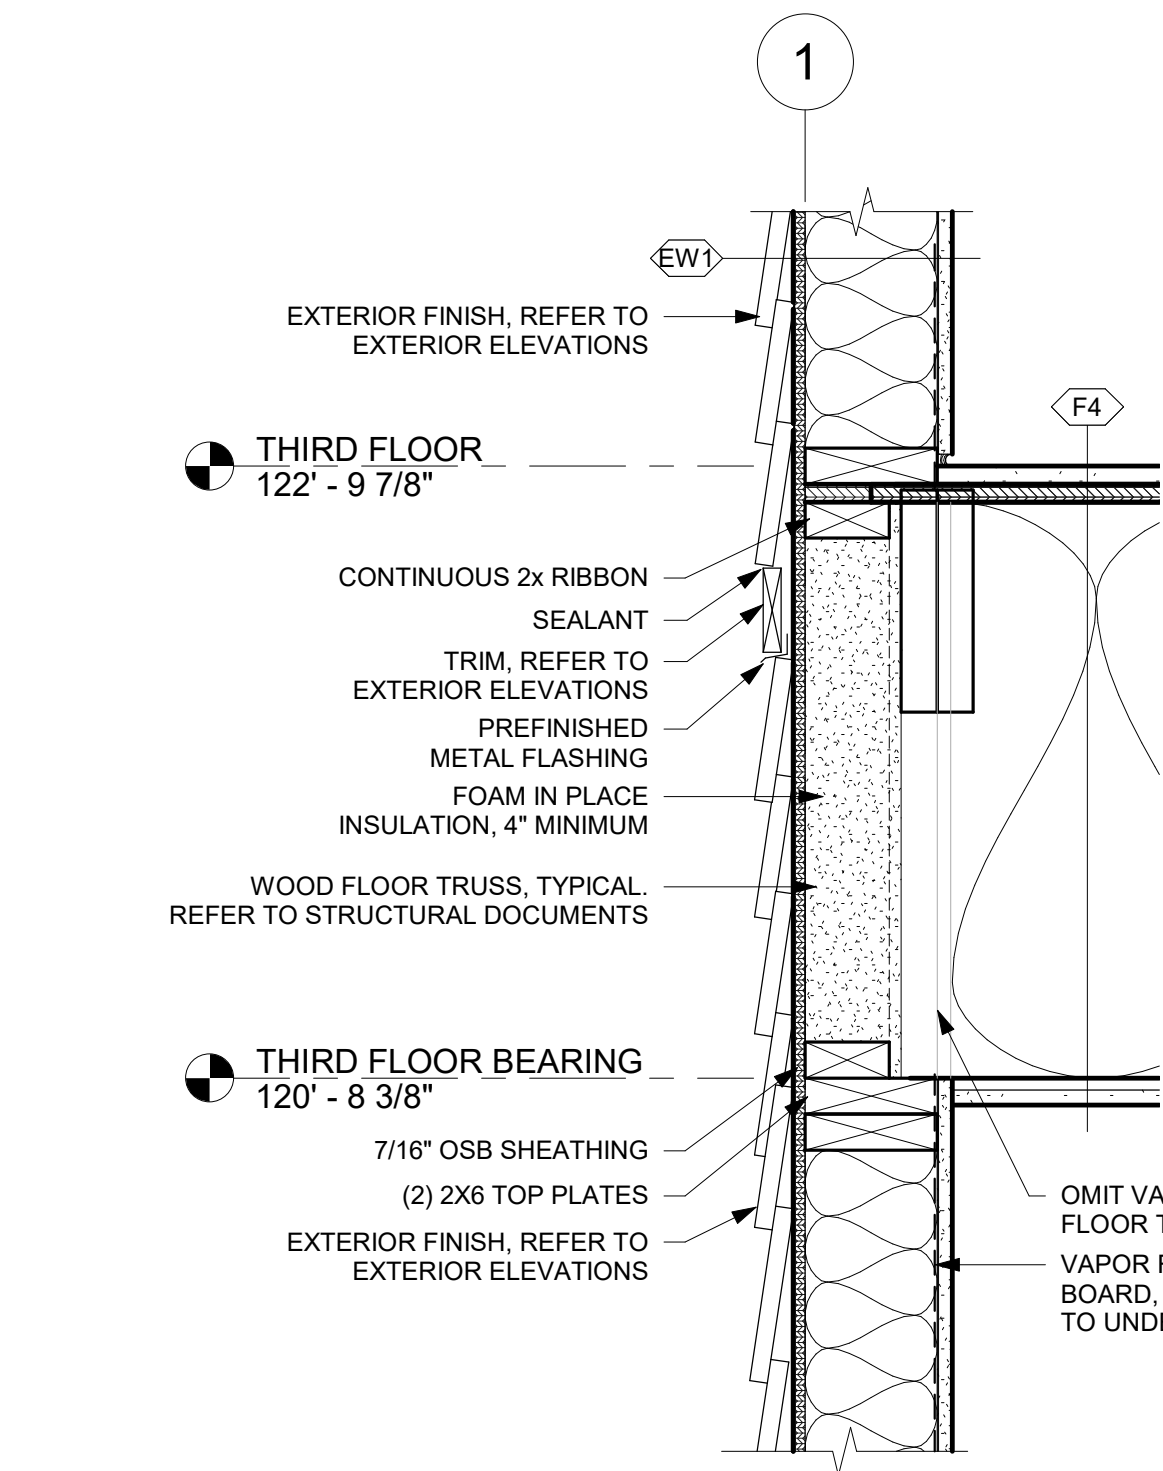 1
EW1
EXTERIOR FINISH, REFER TO
EXTERIOR ELEVATIONS
F4
THIRD FLOOR
122' - 9 7/8"
CONTINUOUS 2x RIBBON
SEALANT
TRIM, REFER TO
EXTERIOR ELEVATIONS
PREFINISHED
METAL FLASHING
FOAM IN PLACE
INSULATION, 4" MINIMUM
WOOD FLOOR TRUSS, TYPICAL.
REFER TO STRUCTURAL DOCUMENTS
THIRD FLOOR BEARING
120' - 8 3/8"
7/16" OSB SHEATHING
(2) 2X6 TOP PLATES
EXTERIOR FINISH, REFER TO
EXTERIOR ELEVATIONS
OMIT
FLOOR
VAPOR
BOARD,
TO